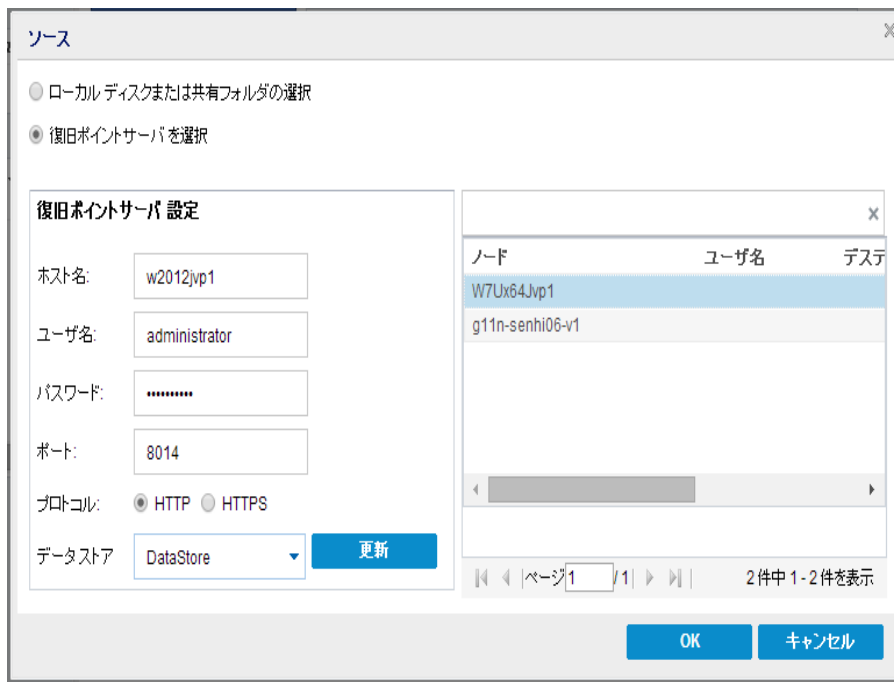 ソース
ローカル ディスクまたは共有フォルダの選択
復旧ポイントサーバを選択
復旧ポイントサーバ 設定
ホスト名: w2012jvp1
ユーザ名: administrator
パスワード: ••••••••••
ポート: 8014
プロトコル: HTTP HTTPS
データストア DataStore 更新
ノード ユーザ名 デステ
W7Ux64Jvp1
g11n-senhi06-v1
ページ 1 / 1 2 件中 1 - 2 件を表示
OK キャンセル